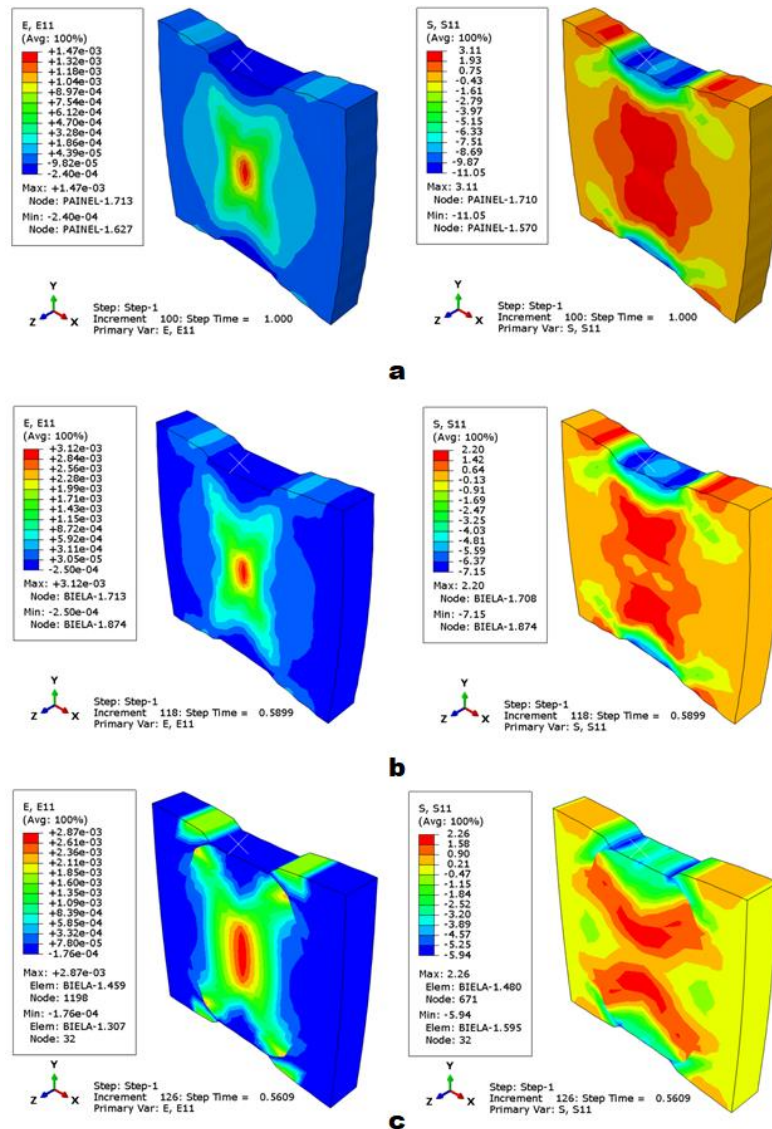 E, E11
(Avg: 100%)
+1.47e-03
+1.32e-03
+1.18e-03
+1.04e-03
+8.97e-04
+7.54e-04
+6.12e-04
+4.70e-04
+3.28e-04
+1.86e-04
+4.39e-05
-9.82e-05
-2.40e-04
Max: +1.47e-03
Node: PAINEL-1.713
Min: -2.40e-04
Node: PAINEL-1.627
Y
Z X
Step: Step-1
Increment 100: Step Time = 1.000
Primary Var: E, E11
S, S11
(Avg: 100%)
3.11
1.93
0.75
-0.43
-1.61
-2.79
-3.97
-5.15
-6.33
-7.51
-8.69
-9.87
-11.05
Max: 3.11
Node: PAINEL-1.710
Min: -11.05
Node: PAINEL-1.570
Y
Z X
Step: Step-1
Increment 100: Step Time = 1.000
Primary Var: S, S11
a
E, E11
(Avg: 100%)
+3.12e-03
+2.84e-03
+2.56e-03
+2.28e-03
+1.99e-03
+1.71e-03
+1.43e-03
+1.15e-03
+8.72e-04
+5.92e-04
+3.11e-04
+3.05e-05
-2.50e-04
Max: +3.12e-03
Node: BIELA-1.713
Min: -2.50e-04
Node: BIELA-1.874
Y
Z X
Step: Step-1
Increment 118: Step Time = 0.5899
Primary Var: E, E11
S, S11
(Avg: 100%)
2.20
1.42
0.64
-0.13
-0.91
-1.69
-2.47
-3.25
-4.03
-4.81
-5.59
-6.37
-7.15
Max: 2.20
Node: BIELA-1.708
Min: -7.15
Node: BIELA-1.874
Y
Z X
Step: Step-1
Increment 118: Step Time = 0.5899
Primary Var: S, S11
b
E, E11
(Avg: 100%)
+2.87e-03
+2.61e-03
+2.36e-03
+2.11e-03
+1.85e-03
+1.60e-03
+1.35e-03
+1.09e-03
+8.39e-04
+5.85e-04
+3.32e-04
+7.80e-05
-1.76e-04
Max: +2.87e-03
Elem: BIELA-1.459
Node: 1198
Min: -1.76e-04
Elem: BIELA-1.307
Node: 32
Y
Z X
Step: Step-1
Increment 126: Step Time = 0.5609
Primary Var: E, E11
S, S11
(Avg: 100%)
2.26
1.58
0.90
0.21
-0.47
-1.15
-1.84
-2.52
-3.20
-3.89
-4.57
-5.25
-5.94
Max: 2.26
Elem: BIELA-1.480
Node: 671
Min: -5.94
Elem: BIELA-1.595
Node: 32
Y
Z X
Step: Step-1
Increment 126: Step Time = 0.5609
Primary Var: S, S11
c